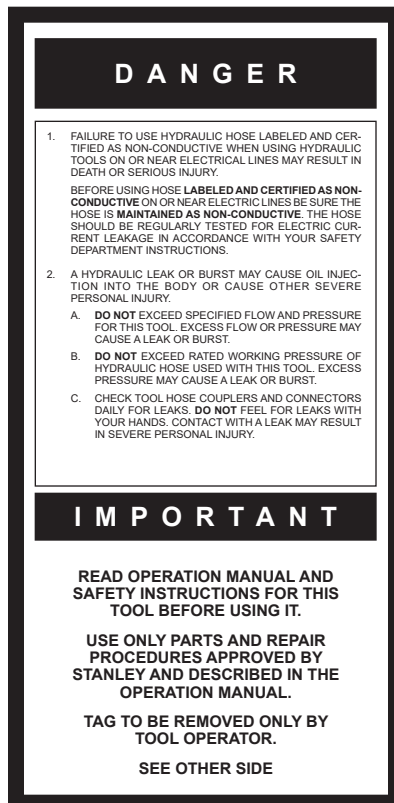 DANGER
1. FAILURE TO USE HYDRAULIC HOSE LABELED AND CER-
TIFIED AS NON-CONDUCTIVE WHEN USING HYDRAULIC
TOOLS ON OR NEAR ELECTRICAL LINES MAY RESULT IN
DEATH OR SERIOUS INJURY.
BEFORE USING HOSE LABELED AND CERTIFIED AS NON-
CONDUCTIVE ON OR NEAR ELECTRIC LINES BE SURE THE
HOSE IS MAINTAINED AS NON-CONDUCTIVE. THE HOSE
SHOULD BE REGULARLY TESTED FOR ELECTRIC CUR-
RENT LEAKAGE IN ACCORDANCE WITH YOUR SAFETY
DEPARTMENT INSTRUCTIONS.
2. A HYDRAULIC LEAK OR BURST MAY CAUSE OIL INJEC-
TION INTO THE BODY OR CAUSE OTHER SEVERE
PERSONAL INJURY.
A. DO NOT EXCEED SPECIFIED FLOW AND PRESSURE
FOR THIS TOOL. EXCESS FLOW OR PRESSURE MAY
CAUSE A LEAK OR BURST.
B. DO NOT EXCEED RATED WORKING PRESSURE OF
HYDRAULIC HOSE USED WITH THIS TOOL. EXCESS
PRESSURE MAY CAUSE A LEAK OR BURST.
C. CHECK TOOL HOSE COUPLERS AND CONNECTORS
DAILY FOR LEAKS. DO NOT FEEL FOR LEAKS WITH
YOUR HANDS. CONTACT WITH A LEAK MAY RESULT
IN SEVERE PERSONAL INJURY.
IMPORTANT
READ OPERATION MANUAL AND
SAFETY INSTRUCTIONS FOR THIS
TOOL BEFORE USING IT.
USE ONLY PARTS AND REPAIR
PROCEDURES APPROVED BY
STANLEY AND DESCRIBED IN THE
OPERATION MANUAL.
TAG TO BE REMOVED ONLY BY
TOOL OPERATOR.
SEE OTHER SIDE